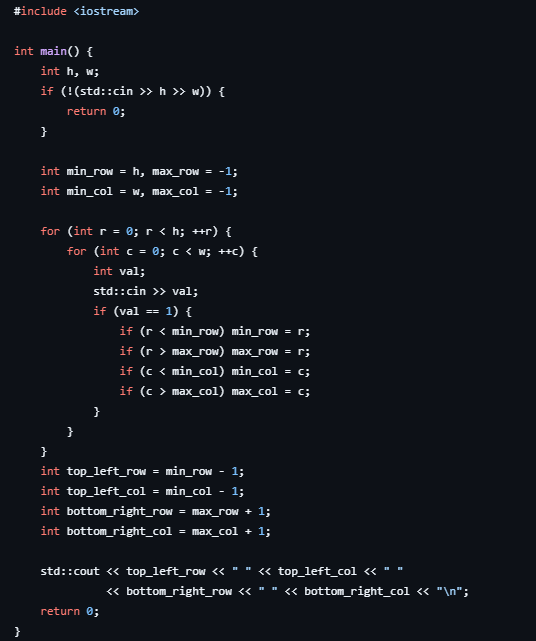 #include <iostream>

int main() {
    int h, w;
    if (!(std::cin >> h >> w)) {
        return 0;
    }

    int min_row = h, max_row = -1;
    int min_col = w, max_col = -1;

    for (int r = 0; r < h; ++r) {
        for (int c = 0; c < w; ++c) {
            int val;
            std::cin >> val;
            if (val == 1) {
                if (r < min_row) min_row = r;
                if (r > max_row) max_row = r;
                if (c < min_col) min_col = c;
                if (c > max_col) max_col = c;
            }
        }
    }
    int top_left_row = min_row - 1;
    int top_left_col = min_col - 1;
    int bottom_right_row = max_row + 1;
    int bottom_right_col = max_col + 1;

    std::cout << top_left_row << " " << top_left_col << " "
              << bottom_right_row << " " << bottom_right_col << "\n";
    return 0;
}